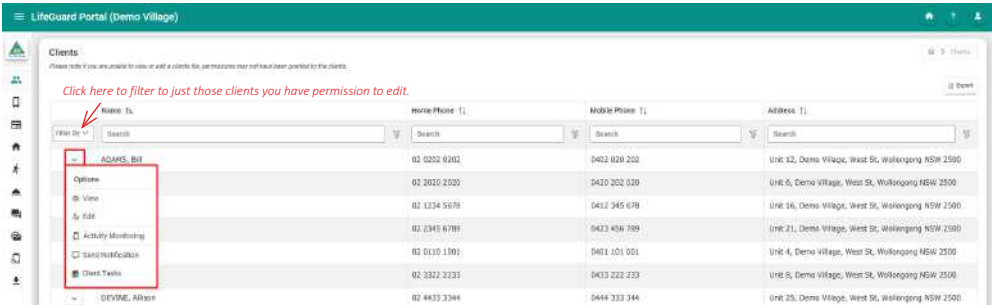 LifeGuard Portal (Demo Village)
Clients
Clients
Please note if you are unable to view or edit a clients file, permissions may not have been granted by the clients.
Export
Click here to filter to just those clients you have permission to edit.
Name Home Phone Mobile Phone Address
Filter By Search Search Search Search
ADAMS, Bill 02 0202 0202 0402 020 202 Unit 12, Demo Village, West St, Wollongong NSW 2500
Options 02 2020 2020 0420 202 020 Unit 6, Demo Village, West St, Wollongong NSW 2500
View
Edit 02 1234 5678 0412 345 678 Unit 16, Demo Village, West St, Wollongong NSW 2500
Activity Monitoring 02 2345 6789 0423 456 789 Unit 21, Demo Village, West St, Wollongong NSW 2500
Send Notification 02 0110 1001 0401 101 001 Unit 4, Demo Village, West St, Wollongong NSW 2500
Client Tasks 02 3322 2233 0433 222 233 Unit 8, Demo Village, West St, Wollongong NSW 2500
DEVINE, Allison 02 4433 3344 0444 333 344 Unit 25, Demo Village, West St, Wollongong NSW 2500